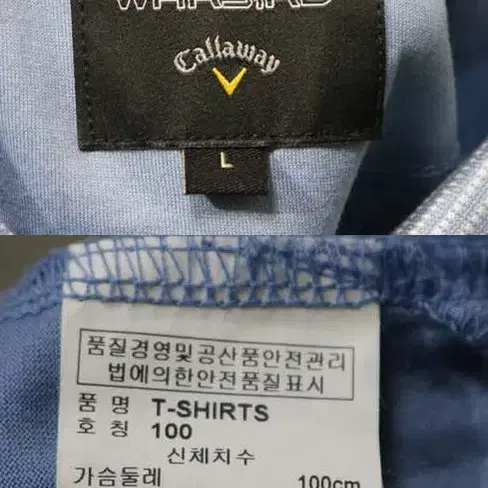 WARBIRD
Callaway
L
품질경영및공산품안전관리
법에의한안전품질표시
품 명 T-SHIRTS
호 칭 100
신체치수
가슴둘레 100cm